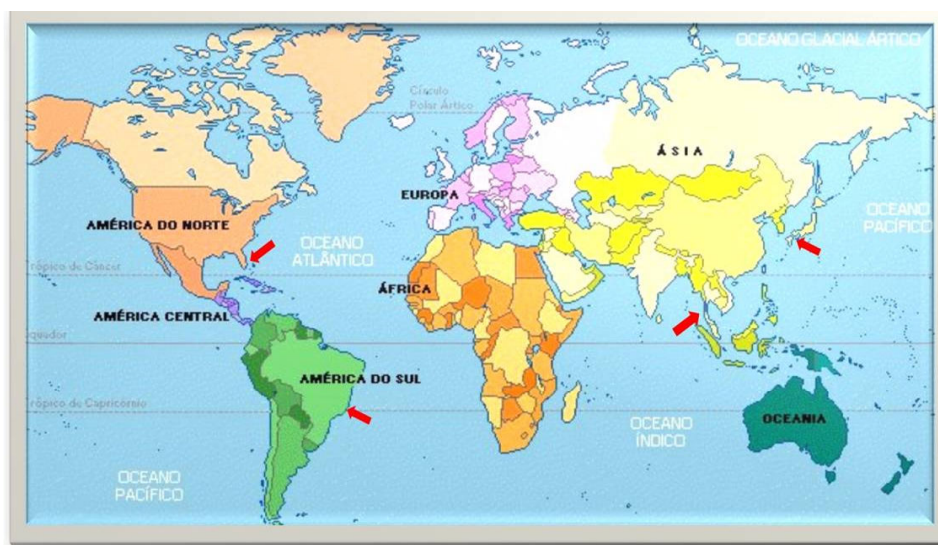 OCEANO GLACIAL ÁRTICO
Círculo
Polar Ártico
ÁSIA
EUROPA
OCEANO
PACÍFICO
AMÉRICA DO NORTE
OCEANO
ATLÂNTICO
Trópico de Câncer
ÁFRICA
AMÉRICA CENTRAL
quador
AMÉRICA DO SUL
Trópico de Capricórnio
OCEANIA
OCEANO
ÍNDICO
OCEANO
PACÍFICO